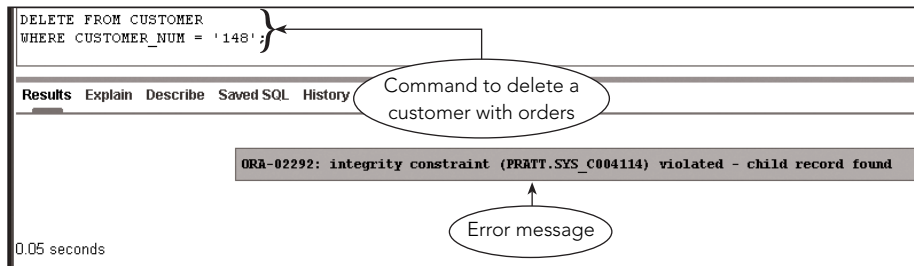 DELETE FROM CUSTOMER
WHERE CUSTOMER_NUM = '148';
Command to delete a
customer with orders
Results Explain Describe Saved SQL History
ORA-02292: integrity constraint (PRATT.SYS_C004114) violated - child record found
Error message
0.05 seconds